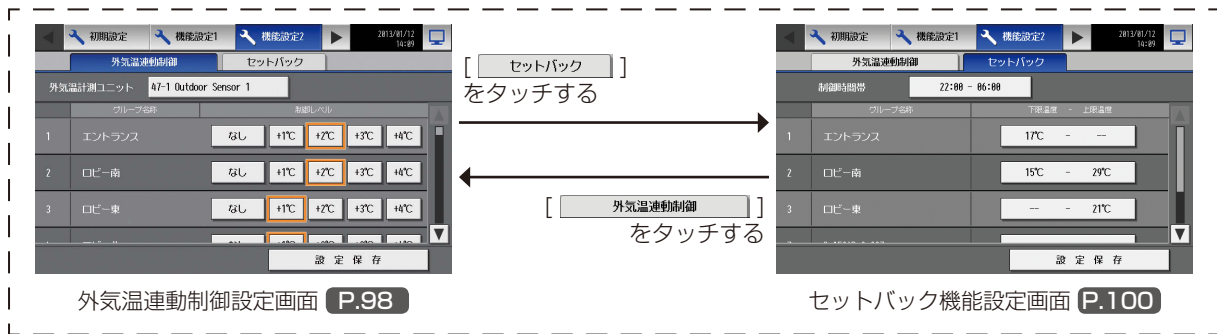 初期設定 機能設定1 機能設定2 2013/01/12 14:09
外気温連動制御 セットバック
外気温計測ユニット 47-1 Outdoor Sensor 1
グループ名称 制御レベル
1 エントランス なし +1℃ +2℃ +3℃ +4℃
2 ロビー南 なし +1℃ +2℃ +3℃ +4℃
3 ロビー東 なし +1℃ +2℃ +3℃ +4℃
設 定 保 存
外気温連動制御設定画面 P.98
[ セットバック ]
をタッチする
[ 外気温連動制御 ]
をタッチする
初期設定 機能設定1 機能設定2 2013/01/12 14:09
外気温連動制御 セットバック
制御時間帯 22:00 - 06:00
グループ名称 下限温度 - 上限温度
1 エントランス 17℃ - --
2 ロビー南 15℃ - 29℃
3 ロビー東 -- - 21℃
設 定 保 存
セットバック機能設定画面 P.100